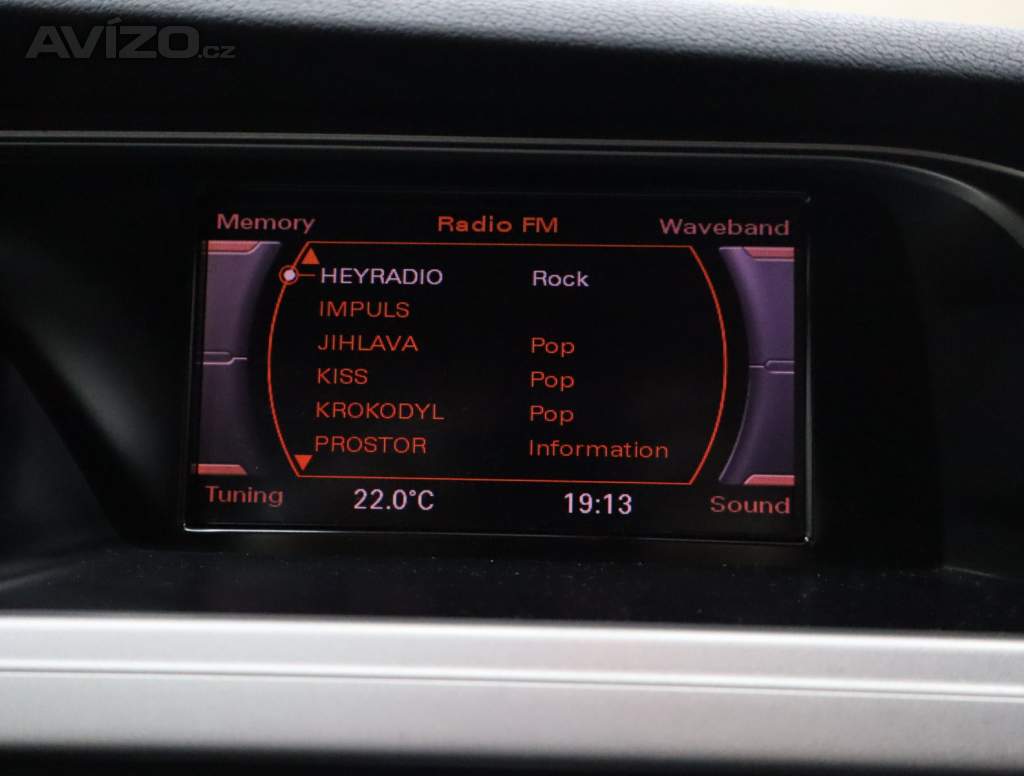 AVÍZO.cz
Memory Radio FM Waveband
HEYRADIO Rock
IMPULS
JIHLAVA Pop
KISS Pop
KROKODYL Pop
PROSTOR Information
Tuning 22.0°C 19:13 Sound